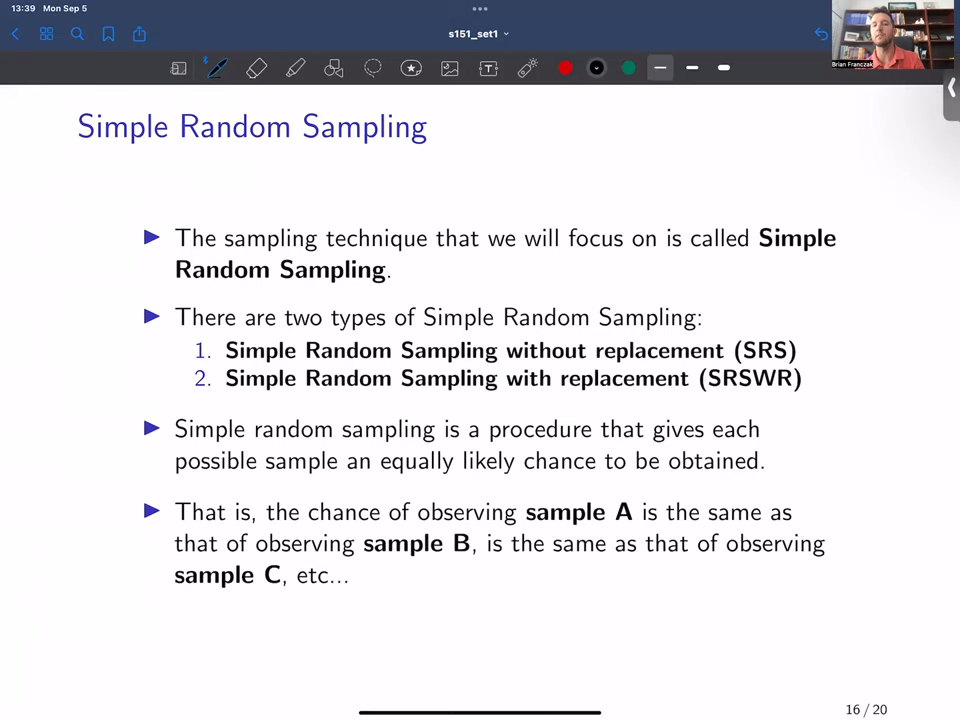 13:39 Mon Sep 5
s151_set1
Brian Franczak
Simple Random Sampling
The sampling technique that we will focus on is called Simple
Random Sampling.
There are two types of Simple Random Sampling:
1. Simple Random Sampling without replacement (SRS)
2. Simple Random Sampling with replacement (SRSWR)
Simple random sampling is a procedure that gives each
possible sample an equally likely chance to be obtained.
That is, the chance of observing sample A is the same as
that of observing sample B, is the same as that of observing
sample C, etc...
16 / 20